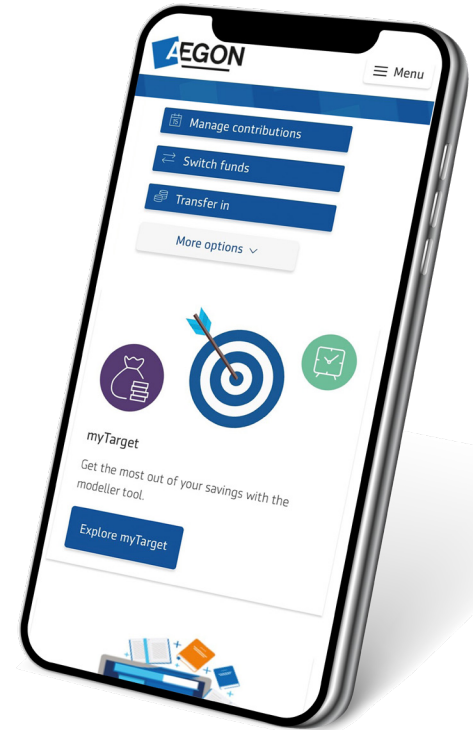 AEGON
Menu
Manage contributions
Switch funds
Transfer in
More options
myTarget
Get the most out of your savings with the
modeller tool.
Explore myTarget